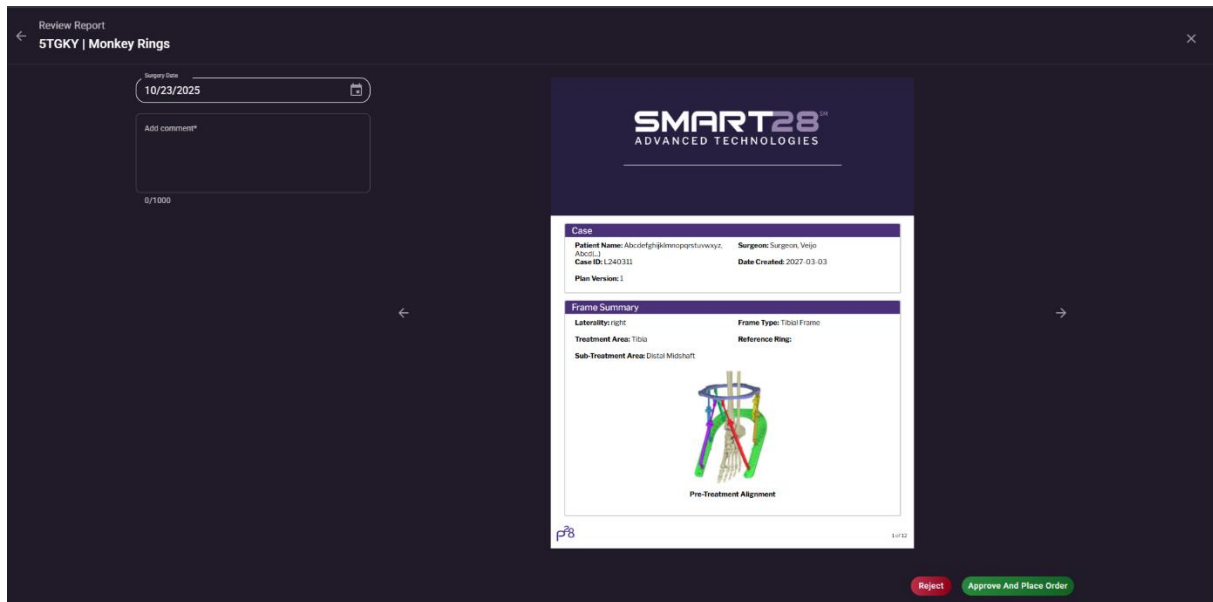 Review Report
5TGKY | Monkey Rings
Surgery Date
10/23/2025
Add comment*
0/1000
SMART28 SM
ADVANCED TECHNOLOGIES
Case
Patient Name: Abcdefghijklmnopqrstuvwxyz, Abcd(...)
Surgeon: Surgeon, Veijo
Case ID: L240311
Date Created: 2027-03-03
Plan Version: 1
Frame Summary
Laterality: right
Frame Type: Tibial Frame
Treatment Area: Tibia
Reference Ring:
Sub-Treatment Area: Distal Midshaft
Pre-Treatment Alignment
p28
1 of 12
Reject
Approve And Place Order